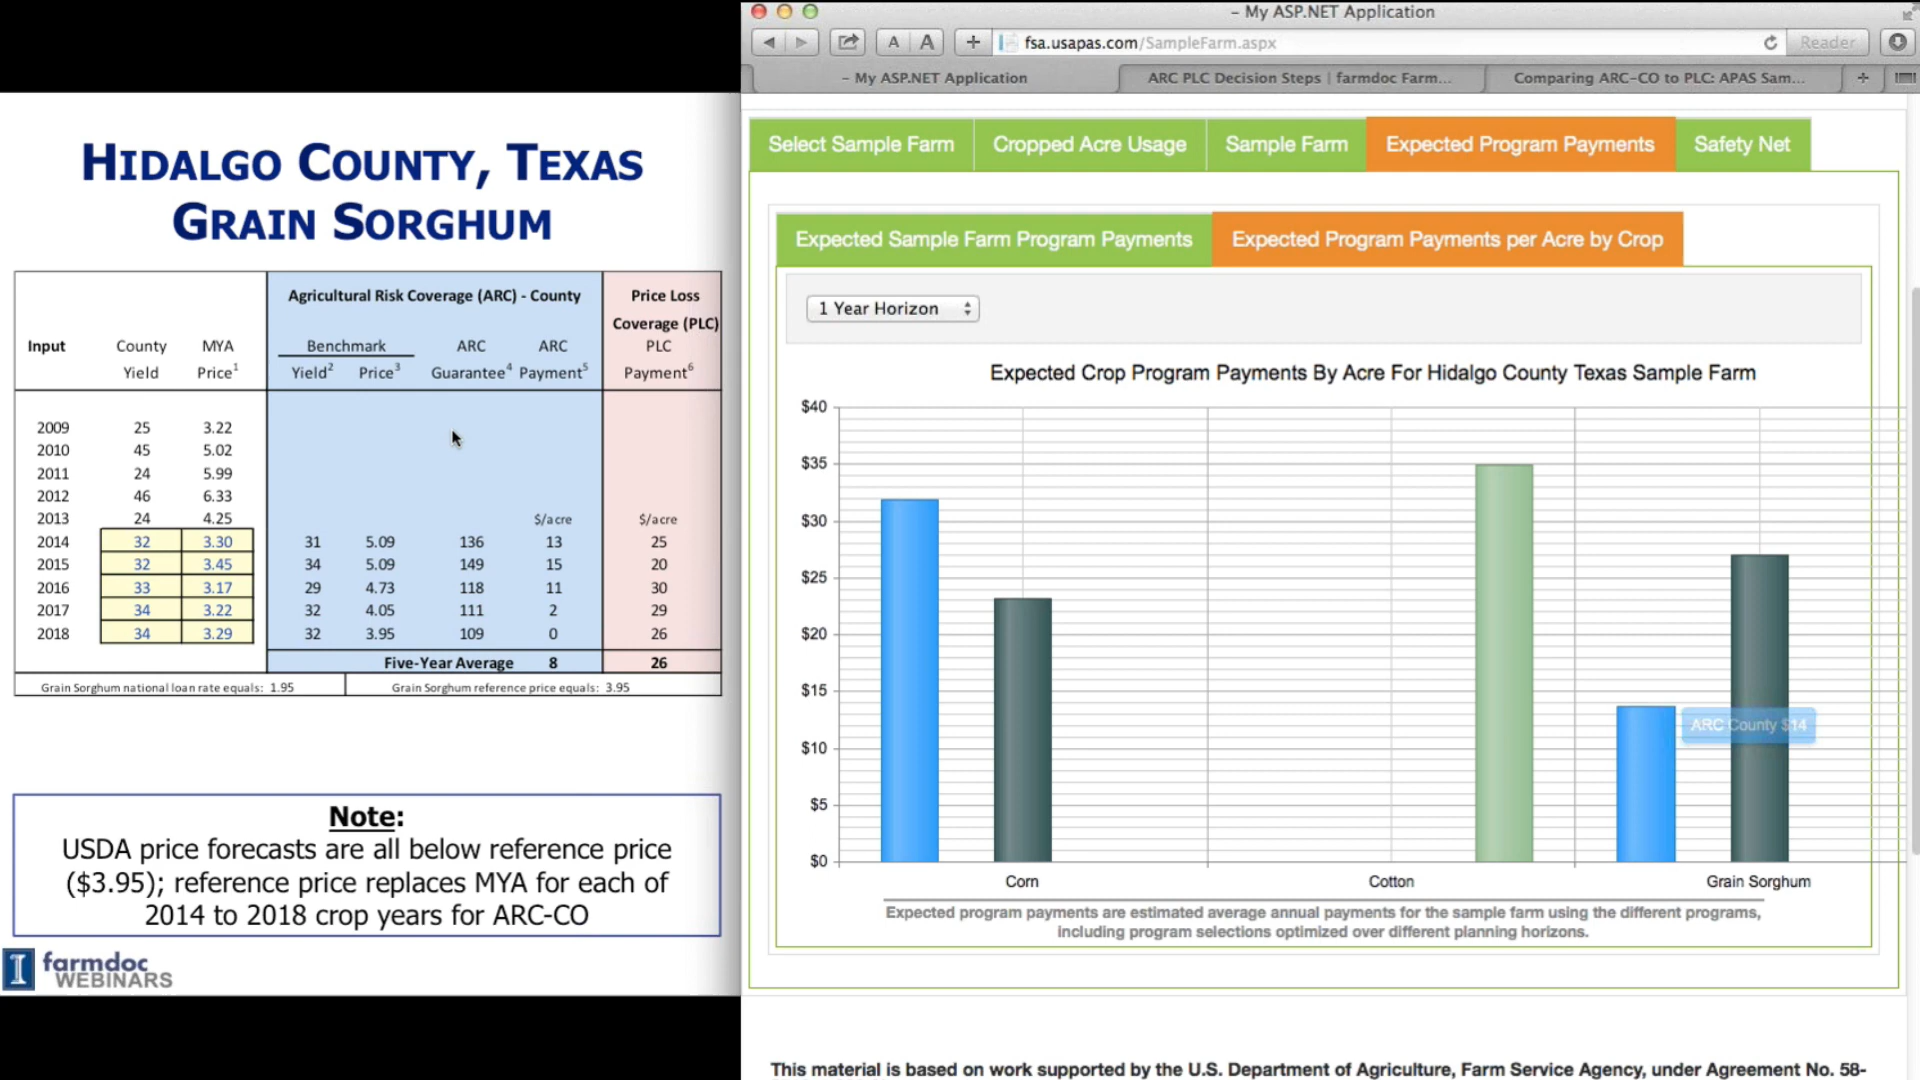 HIDALGO COUNTY, TEXAS
GRAIN SORGHUM
Agricultural Risk Coverage (ARC) - County Price Loss
Coverage (PLC)
Input County MYA Benchmark ARC ARC PLC
Yield Price1 Yield2 Price3 Guarantee4 Payment5 Payment6
2009 25 3.22
2010 45 5.02
2011 24 5.99
2012 46 6.33
2013 24 4.25 $/acre $/acre
2014 32 3.30 31 5.09 136 13 25
2015 32 3.45 34 5.09 149 15 20
2016 33 3.17 29 4.73 118 11 30
2017 34 3.22 32 4.05 111 2 29
2018 34 3.29 32 3.95 109 0 26
Five-Year Average 8 26
Grain Sorghum national loan rate equals: 1.95 Grain Sorghum reference price equals: 3.95
Note:
USDA price forecasts are all below reference price
($3.95); reference price replaces MYA for each of
2014 to 2018 crop years for ARC-CO
I farmdoc
WEBINARS
– My ASP.NET Application
A A + fsa.usapas.com/SampleFarm.aspx Reader
– My ASP.NET Application ARC PLC Decision Steps | farmdoc Farm... Comparing ARC-CO to PLC: APAS Sam... +
Select Sample Farm Cropped Acre Usage Sample Farm Expected Program Payments Safety Net
Expected Sample Farm Program Payments Expected Program Payments per Acre by Crop
1 Year Horizon
Expected Crop Program Payments By Acre For Hidalgo County Texas Sample Farm
$40
$35
$30
$25
$20
$15
ARC County $14
$10
$5
$0
Corn Cotton Grain Sorghum
Expected program payments are estimated average annual payments for the sample farm using the different programs,
including program selections optimized over different planning horizons.
This material is based on work supported by the U.S. Department of Agriculture, Farm Service Agency, under Agreement No. 58-